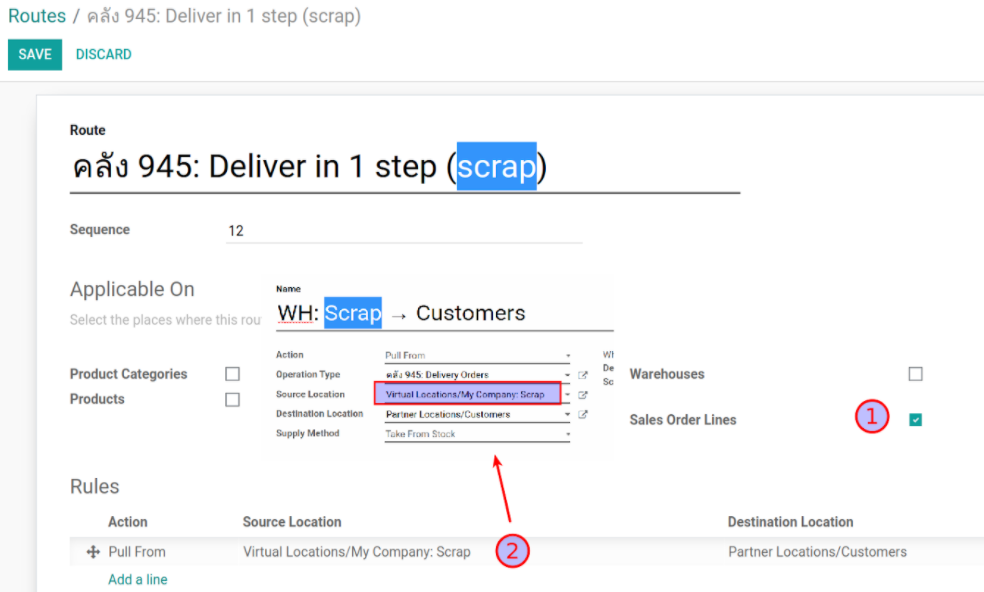 Routes / คลัง 945: Deliver in 1 step (scrap)
SAVE DISCARD
Route
คลัง 945: Deliver in 1 step (scrap)
Sequence 12
Applicable On
Select the places where this rou
Product Categories
Products
Name
WH: Scrap → Customers
Action Pull From
Operation Type คลัง 945: Delivery Orders
Source Location Virtual Locations/My Company: Scrap
Destination Location Partner Locations/Customers
Supply Method Take From Stock
WH
De
Sc
Warehouses
Sales Order Lines 1
Rules
Action Source Location Destination Location
Pull From Virtual Locations/My Company: Scrap 2 Partner Locations/Customers
Add a line